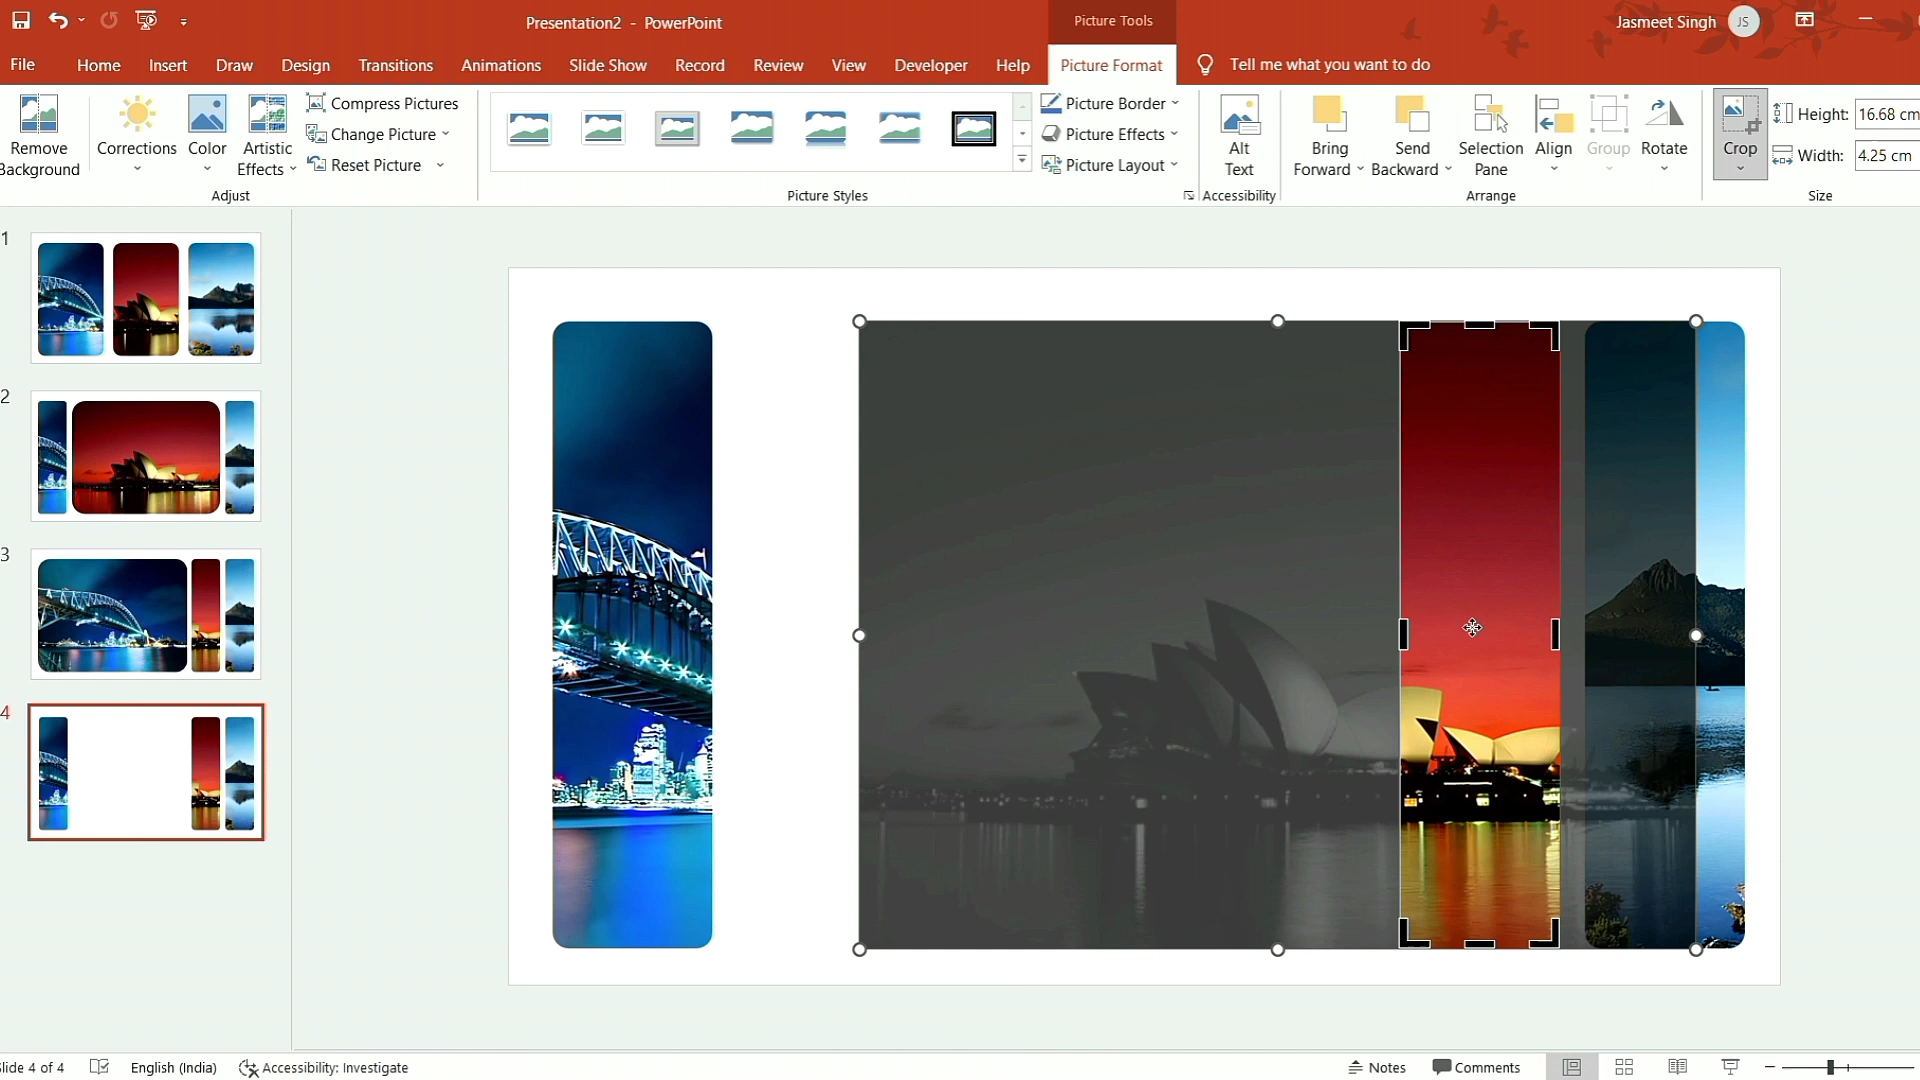 Presentation2 - PowerPoint
Picture Tools
Jasmeet Singh
JS
File
Home
Insert
Draw
Design
Transitions
Animations
Slide Show
Record
Review
View
Developer
Help
Picture Format
Tell me what you want to do
Remove
Background
Corrections
Color
Artistic
Effects
Compress Pictures
Change Picture
Reset Picture
Adjust
Picture Styles
Picture Border
Picture Effects
Picture Layout
Alt
Text
Accessibility
Bring
Forward
Send
Backward
Selection
Pane
Align
Group
Rotate
Arrange
Crop
Height:
16.68 cm
Width:
4.25 cm
Size
1
2
3
4
Slide 4 of 4
English (India)
Accessibility: Investigate
Notes
Comments